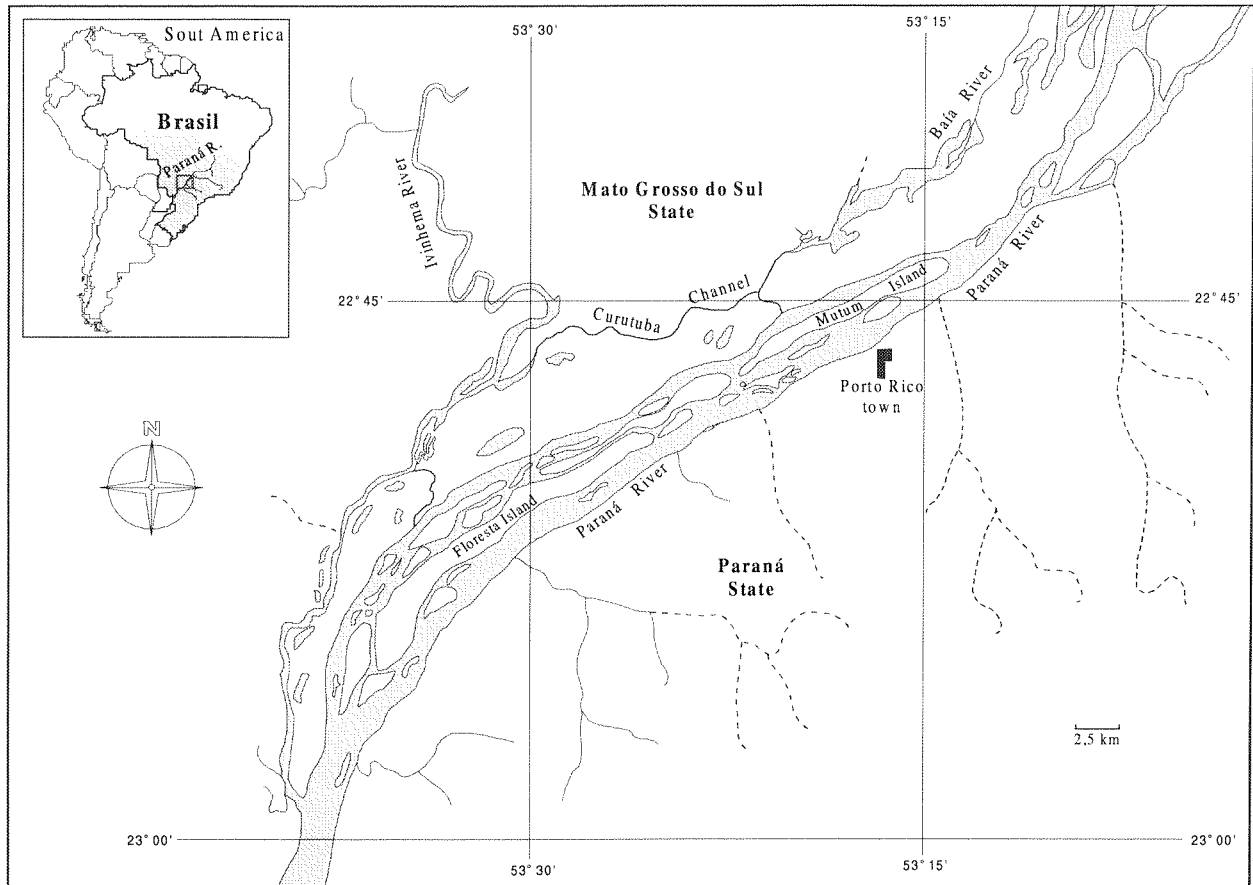 Sout America
Brasil
Paraná R.
53° 30'
53° 15'
Baía River
Ivinhema River
Mato Grosso do Sul
State
Paraná River
22° 45'
Curutuba Channel
Mutum Island
22° 45'
Porto Rico
town
N
Floresta Island
Paraná River
Paraná
State
2,5 km
23° 00'
23° 00'
53° 30'
53° 15'